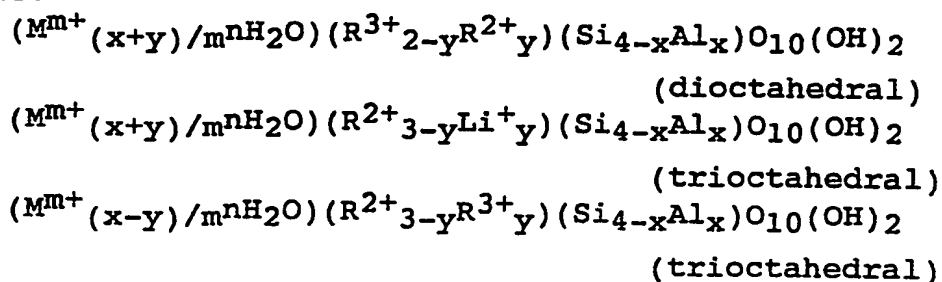 (Mᵐ⁺(x+y)/mnH₂O)(R³⁺₂₋yR²⁺y)(Si₄₋ₓAlₓ)O₁₀(OH)₂
(dioctahedral)
(Mᵐ⁺(x+y)/mnH₂O)(R²⁺₃₋yLi⁺y)(Si₄₋ₓAlₓ)O₁₀(OH)₂
(trioctahedral)
(Mᵐ⁺(x-y)/mnH₂O)(R²⁺₃₋yR³⁺y)(Si₄₋ₓAlₓ)O₁₀(OH)₂
(trioctahedral)